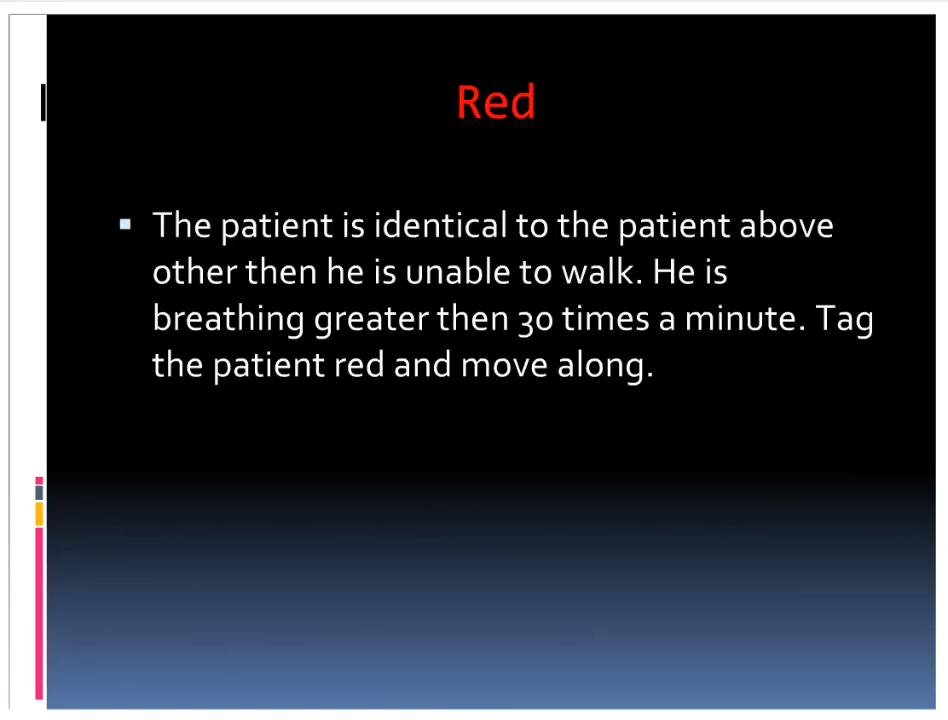 Red
The patient is identical to the patient above
other then he is unable to walk. He is
breathing greater then 30 times a minute. Tag
the patient red and move along.